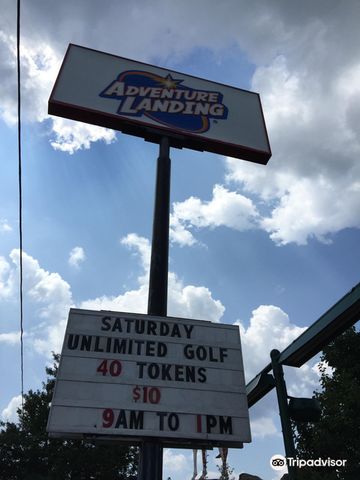 ADVENTURE
LANDING
SATURDAY
UNLIMITED GOLF
40 TOKENS
$10
9AM TO 1PM
Tripadvisor